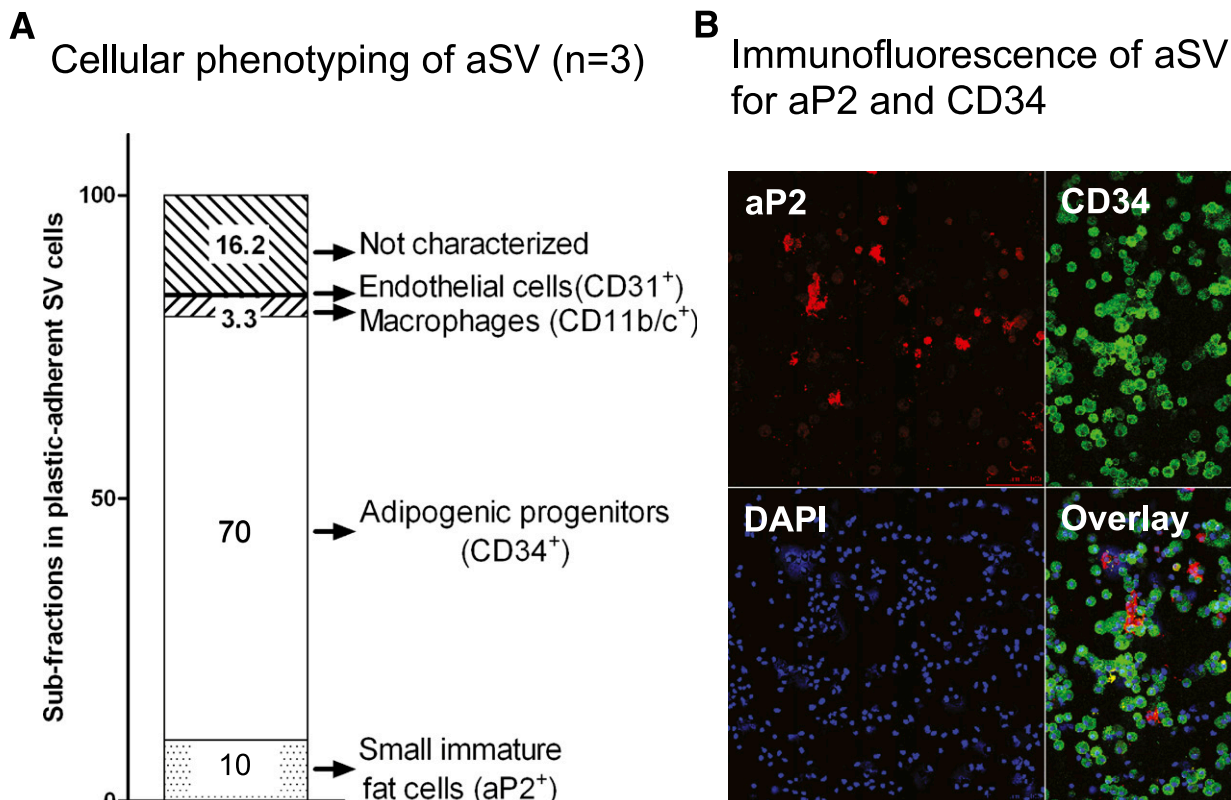 A
Cellular phenotyping of aSV (n=3)
Sub-fractions in plastic-adherent SV cells
100
50
0
16.2
3.3
70
10
Not characterized
Endothelial cells(CD31⁺)
Macrophages (CD11b/c⁺)
Adipogenic progenitors
(CD34⁺)
Small immature
fat cells (aP2⁺)
B
Immunofluorescence of aSV
for aP2 and CD34
aP2
CD34
DAPI
Overlay